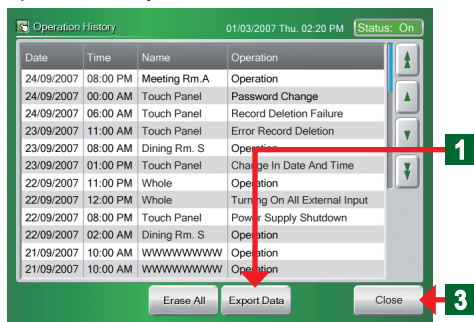 Operation History 01/03/2007 Thu. 02:20 PM Status: On
Date Time Name Operation
24/09/2007 08:00 PM Meeting Rm.A Operation
24/09/2007 00:00 AM Touch Panel Password Change
24/09/2007 06:00 AM Touch Panel Record Deletion Failure
23/09/2007 11:00 AM Touch Panel Error Record Deletion
23/09/2007 08:00 AM Dining Rm. S Operation
23/09/2007 01:00 PM Touch Panel Change In Date And Time
22/09/2007 11:00 PM Whole Operation
22/09/2007 12:00 PM Whole Turning On All External Input
22/09/2007 08:00 PM Touch Panel Power Supply Shutdown
22/09/2007 02:00 AM Dining Rm. S Operation
21/09/2007 10:00 AM WWWWWWWW Operation
21/09/2007 10:00 AM WWWWWWWW Operation
Erase All Export Data Close
1
3